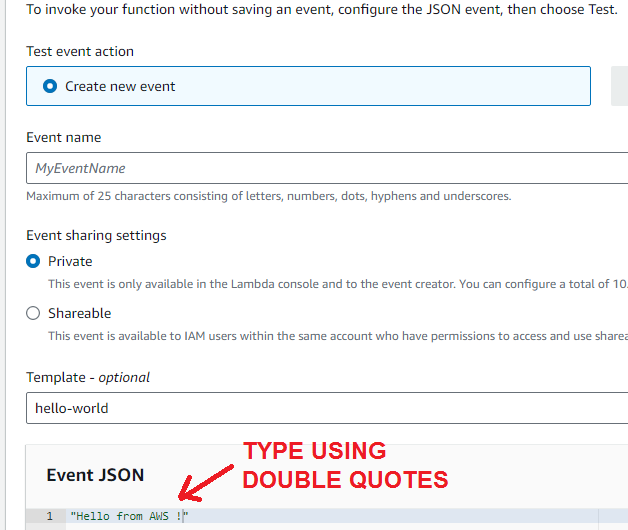 To invoke your function without saving an event, configure the JSON event, then choose Test.
Test event action
Create new event
Event name
MyEventName
Maximum of 25 characters consisting of letters, numbers, dots, hyphens and underscores.
Event sharing settings
Private
This event is only available in the Lambda console and to the event creator. You can configure a total of 10.
Shareable
This event is available to IAM users within the same account who have permissions to access and use
Template - optional
hello-world
TYPE USING
DOUBLE QUOTES
Event JSON
1 "Hello from AWS !"